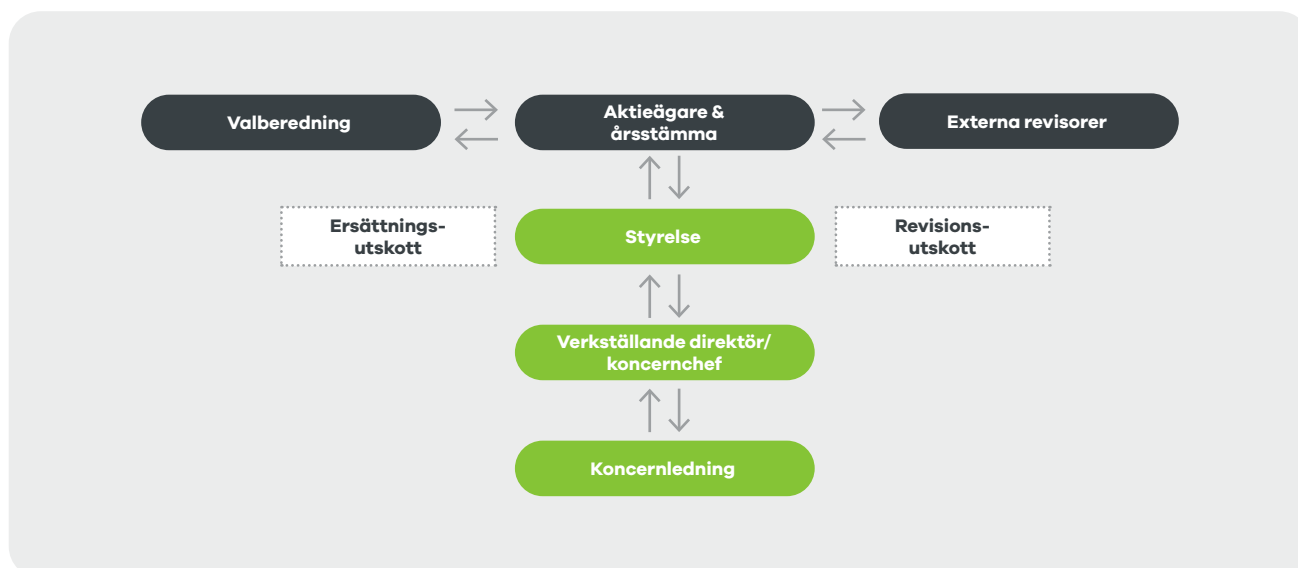 Valberedning
Aktieägare &
årsstämma
Externa revisorer
Ersättnings-
utskott
Styrelse
Revisions-
utskott
Verkställande direktör/
koncernchef
Koncernledning